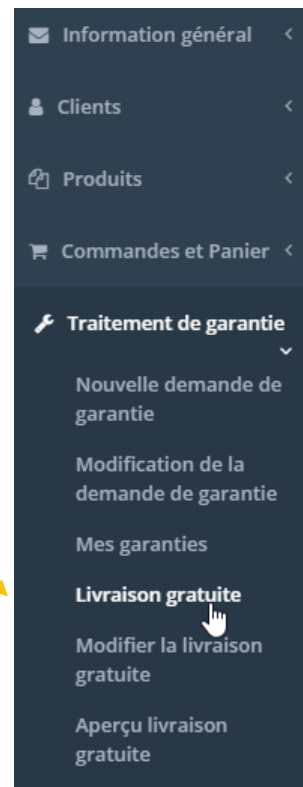 Information général
Clients
Produits
Commandes et Panier
Traitement de garantie
Nouvelle demande de
garantie
Modification de la
demande de garantie
Mes garanties
Livraison gratuite
Modifier la livraison
gratuite
Aperçu livraison
gratuite